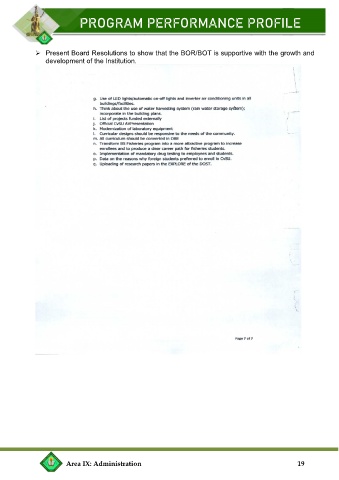 PROGRAM PERFORMANCE PROFILE
➢ Present Board Resolutions to show that the BOR/BOT is supportive with the growth and
development of the Institution.
g. Use of LED lights/automatic on-off lights and inverter air conditioning units in all
buildings/facilities.
h. Think about the use of water harvesting system (rain water storage system);
incorporate in the building plans.
i. List of projects funded externally
j. Official CvSU AVPresentation
k. Modernization of laboratory equipment
l. Curricular designs should be responsive to the needs of the community.
m. All curriculum should be converted in OBE
n. Transform BS Fisheries program into a more attractive program to increase
enrollees and to produce a clear career path for fisheries students.
o. Implementation of mandatory drug testing to employees and students.
p. Data on the reasons why foreign students preferred to enroll in CvSU.
q. Uploading of research papers in the EXPLORE of the DOST.
Page 7 of 7
Area IX: Administration 19